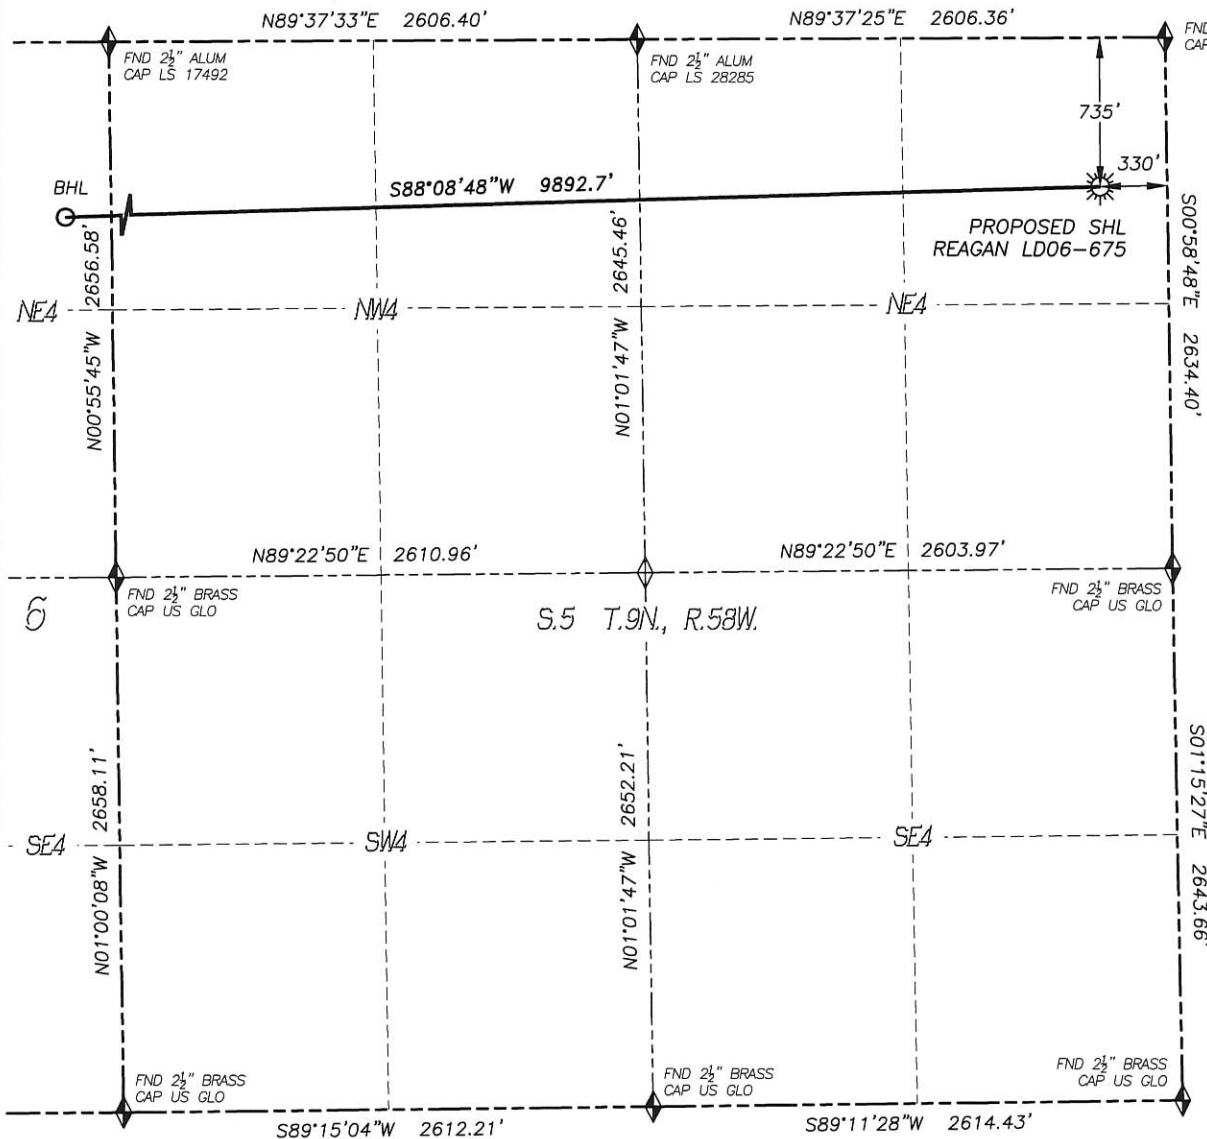 N89°37'33"E 2606.40'
N89°37'25"E 2606.36'
FND 2½" ALUM
CAP LS 17492
FND 2½" ALUM
CAP LS 28285
FND
CAP
735'
330'
BHL
S88°08'48"W 9892.7'
PROPOSED SHL
REAGAN LD06-675
N00°55'45"W 2656.58'
N01°01'47"W 2645.46'
S00°58'48"E 2634.40'
NE4
NW4
NE4
N89°22'50"E 2610.96'
N89°22'50"E 2603.97'
FND 2½" BRASS
CAP US GLO
FND 2½" BRASS
CAP US GLO
6
S.5 T.9N., R.58W.
N01°00'08"W 2658.11'
N01°01'47"W 2652.21'
S01°15'27"E 2643.66'
SE4
SW4
SE4
FND 2½" BRASS
CAP US GLO
FND 2½" BRASS
CAP US GLO
FND 2½" BRASS
CAP US GLO
S89°15'04"W 2612.21'
S89°11'28"W 2614.43'